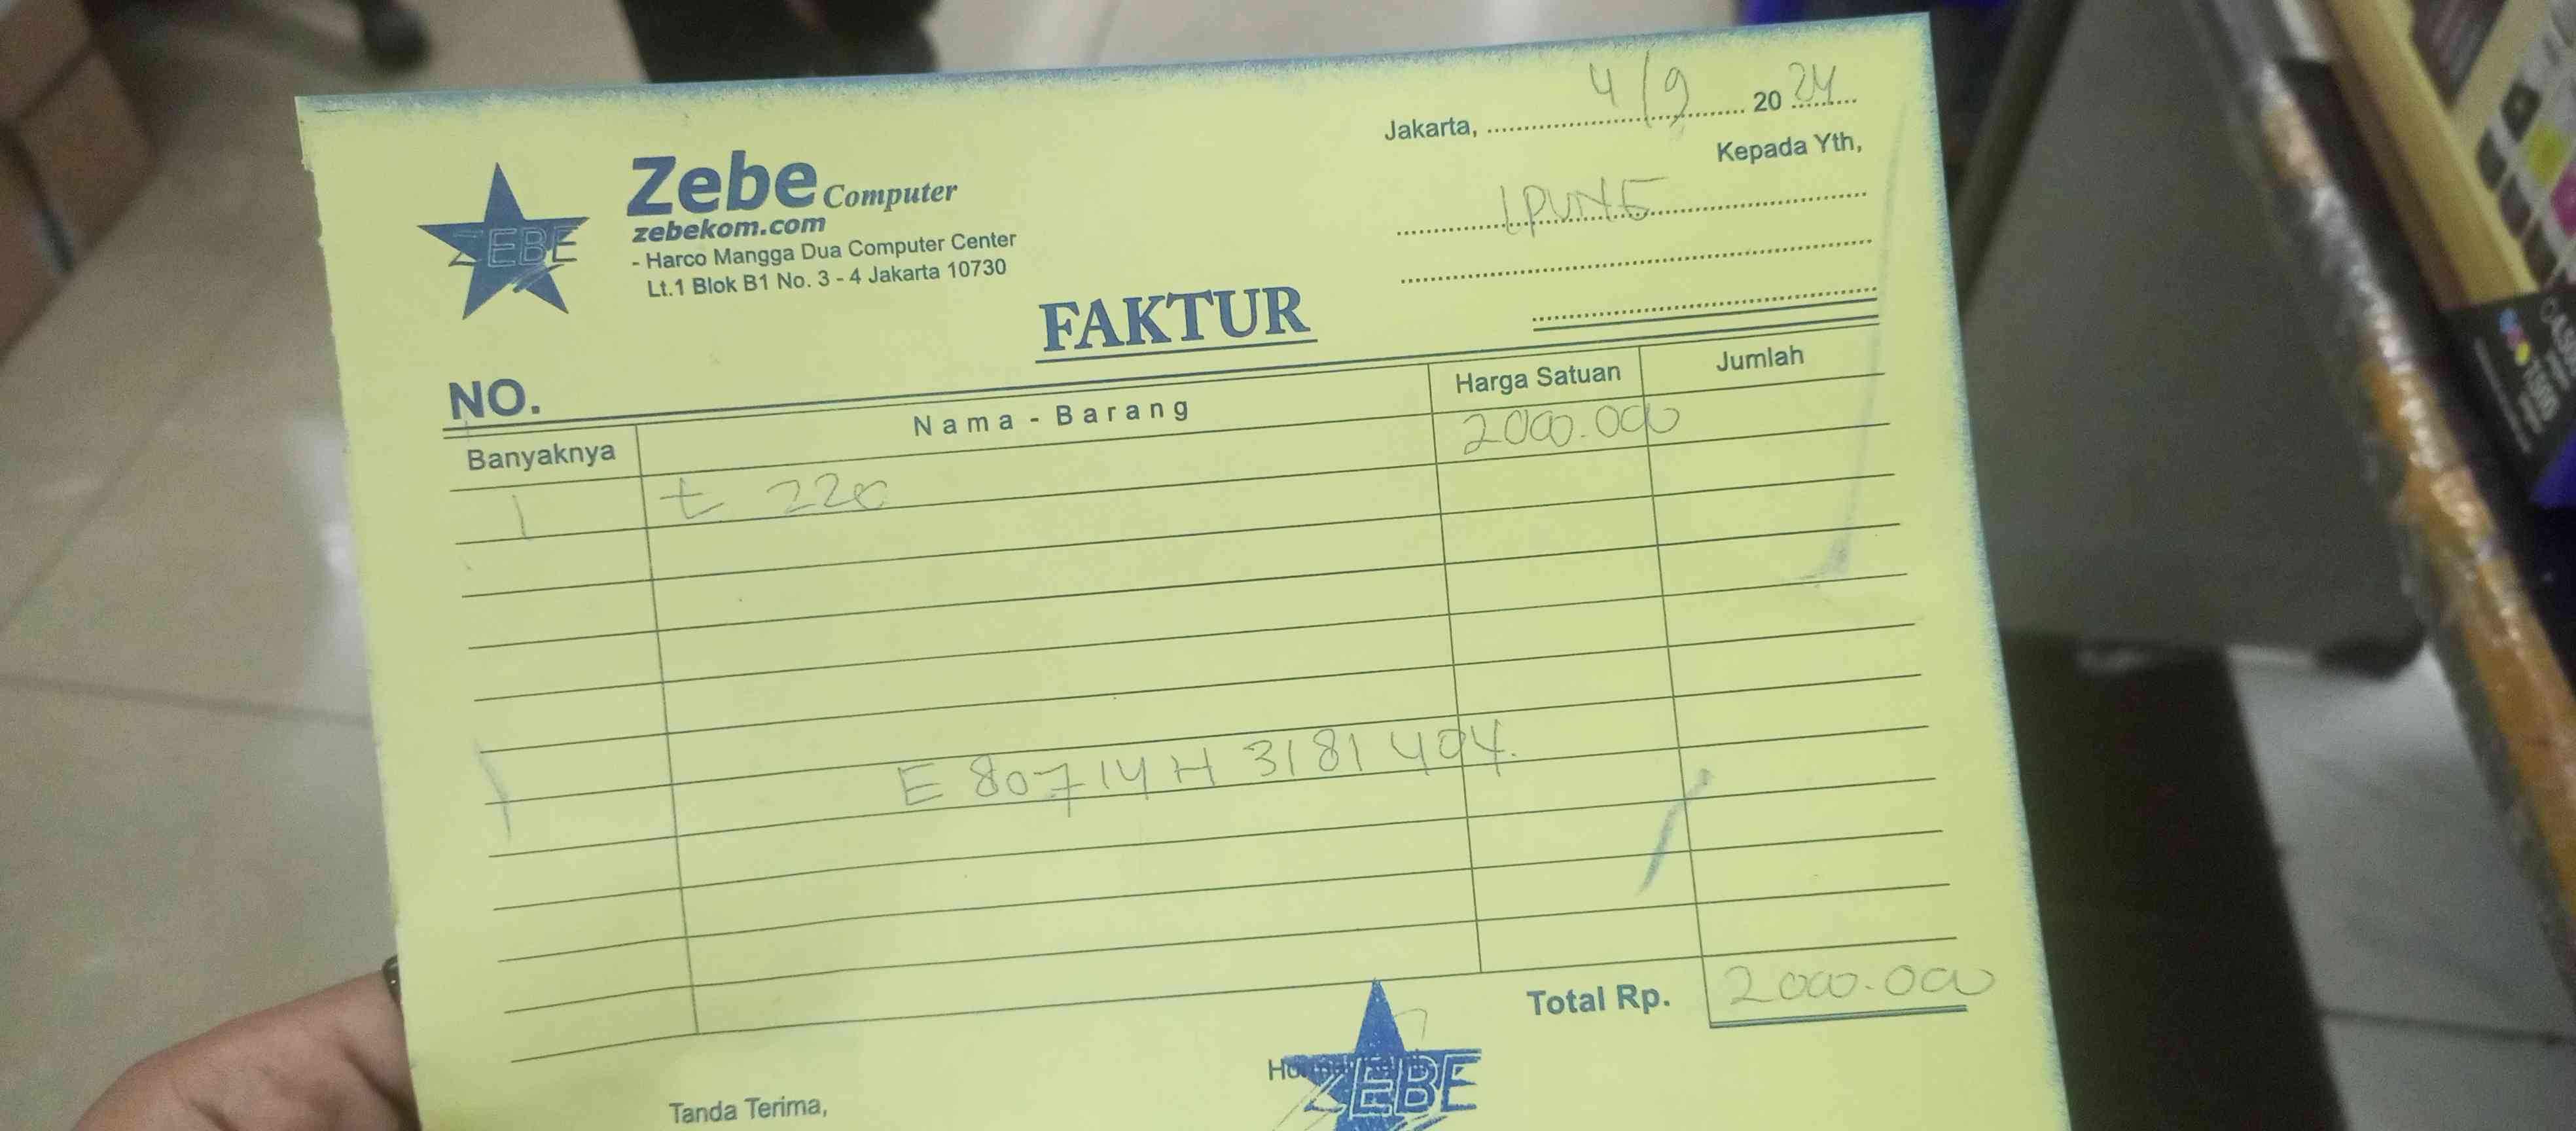 Jakarta, 4/9 2024
Kepada Yth,
ZEBE
Zebe Computer
zebekom.com
- Harco Mangga Dua Computer Center
Lt.1 Blok B1 No. 3 - 4 Jakarta 10730
IPUNE
FAKTUR
NO.
Banyaknya Nama - Barang Harga Satuan Jumlah
1 t 220 2000.000
E 80714H 3181404.
Total Rp. 2000.000
Tanda Terima,
ZEBE